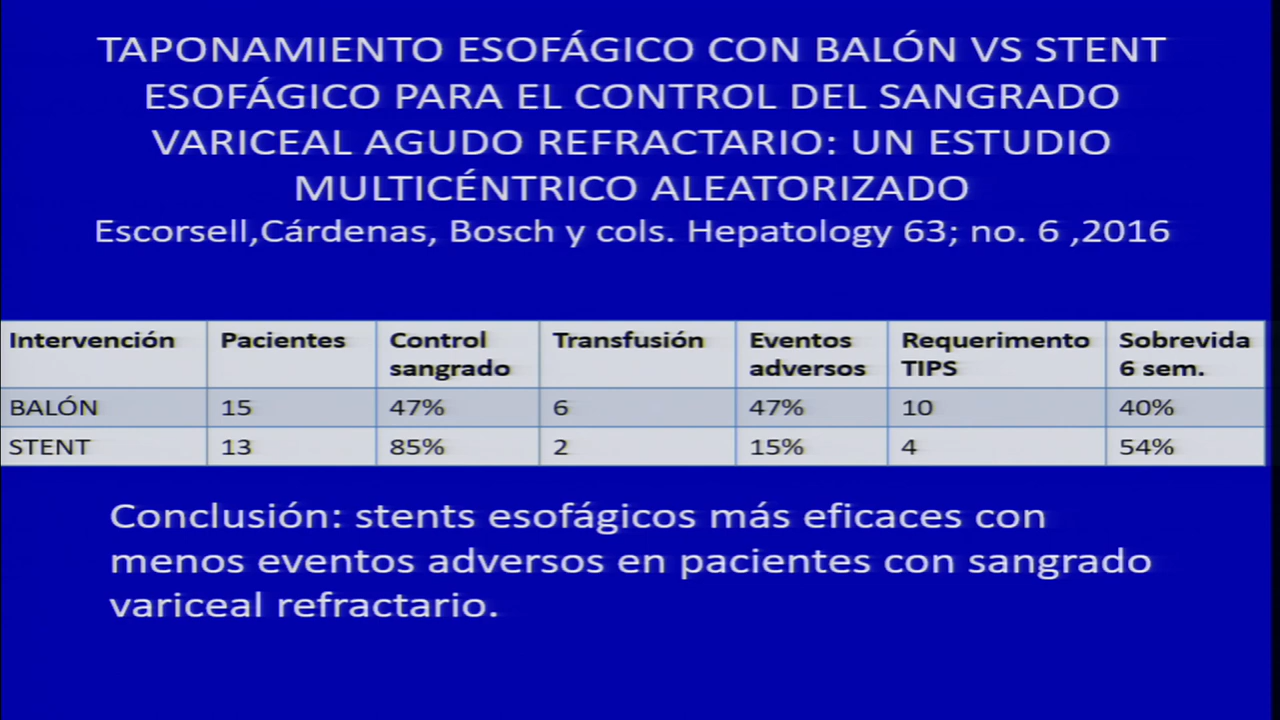 TAPONAMIENTO ESOFÁGICO CON BALÓN VS STENT
ESOFÁGICO PARA EL CONTROL DEL SANGRADO
VARICEAL AGUDO REFRACTARIO: UN ESTUDIO
MULTICÉNTRICO ALEATORIZADO
Escorsell,Cárdenas, Bosch y cols. Hepatology 63; no. 6 ,2016
Intervención Pacientes Control sangrado Transfusión Eventos adversos Requerimento TIPS Sobrevida 6 sem.
BALÓN 15 47% 6 47% 10 40%
STENT 13 85% 2 15% 4 54%
Conclusión: stents esofágicos más eficaces con
menos eventos adversos en pacientes con sangrado
variceal refractario.